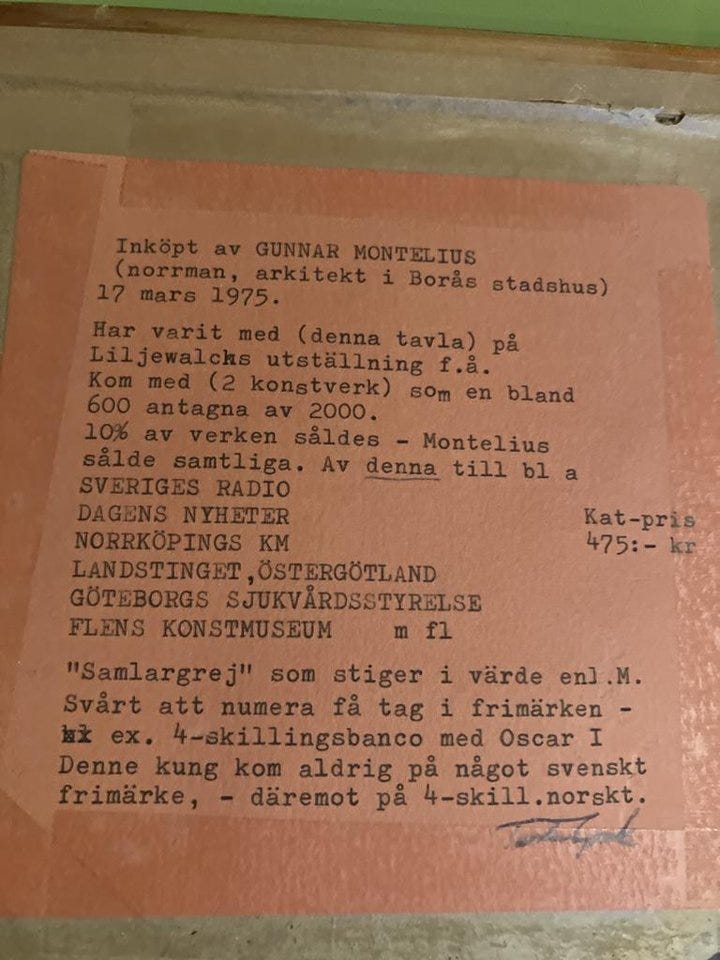 Inköpt av GUNNAR MONTELIUS
(norrman, arkitekt i Borås stadshus)
17 mars 1975.
Har varit med (denna tavla) på
Liljewalchs utställning f.å.
Kom med (2 konstverk) som en bland
600 antagna av 2000.
10% av verken såldes - Montelius
sålde samtliga. Av denna till bl a
SVERIGES RADIO
DAGENS NYHETER Kat-pris
NORRKÖPINGS KM 475:- kr
LANDSTINGET,ÖSTERGÖTLAND
GÖTEBORGS SJUKVÅRDSSTYRELSE
FLENS KONSTMUSEUM m fl
"Samlargrej" som stiger i värde enl.M.
Svårt att numera få tag i frimärken -
ex. 4-skillingsbanco med Oscar I
Denne kung kom aldrig på något svenskt
frimärke, - däremot på 4-skill.norskt.